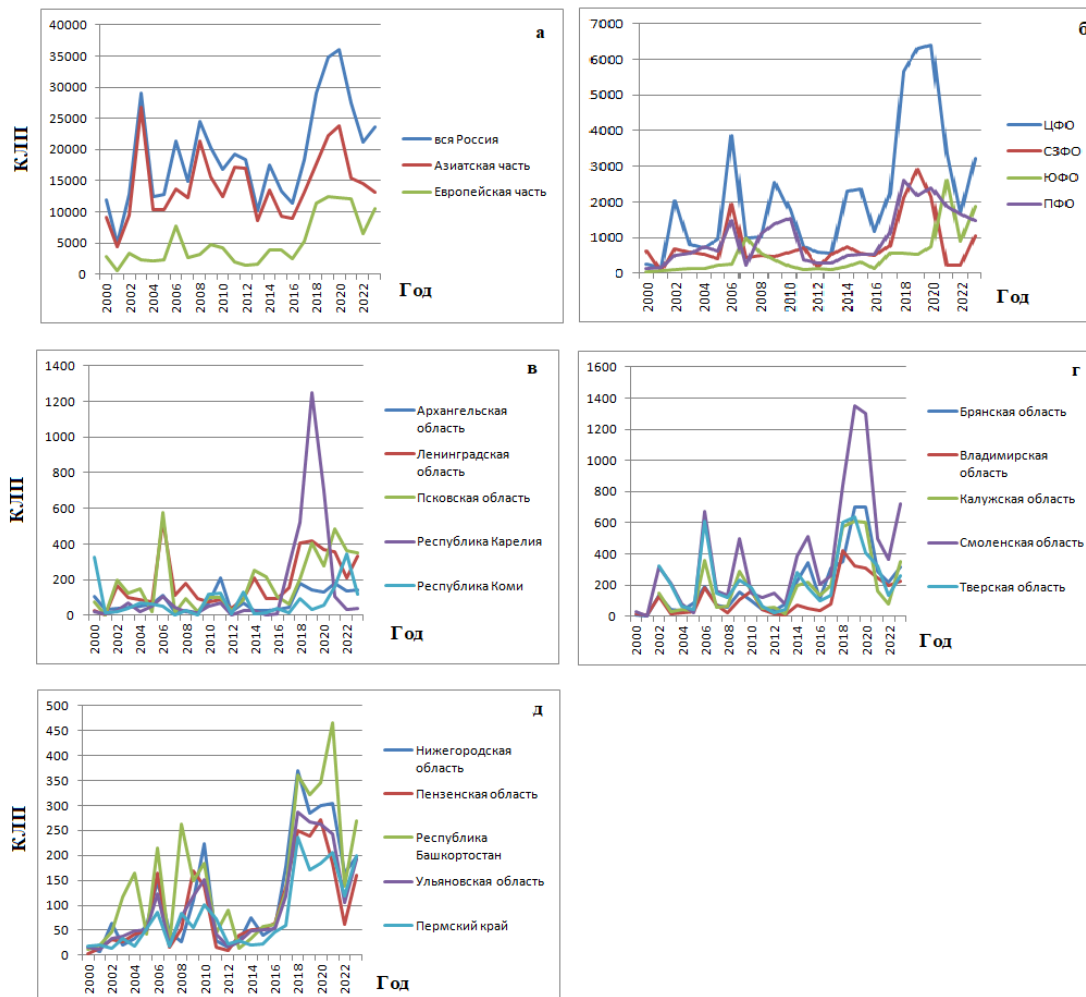 а
40000
35000
30000
25000
20000
15000
10000
5000
0
КЛП
вся Россия
Азиатская часть
Европейская часть
2000
2002
2004
2006
2008
2010
2012
2014
2016
2018
2020
2022
Год
б
7000
6000
5000
4000
3000
2000
1000
0
ЦФО
СЗФО
ЮФО
ПФО
2000
2002
2004
2006
2008
2010
2012
2014
2016
2018
2020
2022
Год
в
1400
1200
1000
800
600
400
200
0
КЛП
Архангельская
область
Ленинградская
область
Псковская область
Республика Карелия
Республика Коми
2000
2002
2004
2006
2008
2010
2012
2014
2016
2018
2020
2022
Год
г
1600
1400
1200
1000
800
600
400
200
0
Брянская область
Владимирская
область
Калужская область
Смоленская область
Тверская область
2000
2002
2004
2006
2008
2010
2012
2014
2016
2018
2020
2022
Год
д
500
450
400
350
300
250
200
150
100
50
0
КЛП
Нижегородская
область
Пензенская область
Республика
Башкортостан
Ульяновская область
Пермский край
2000
2002
2004
2006
2008
2010
2012
2014
2016
2018
2020
2022
Год